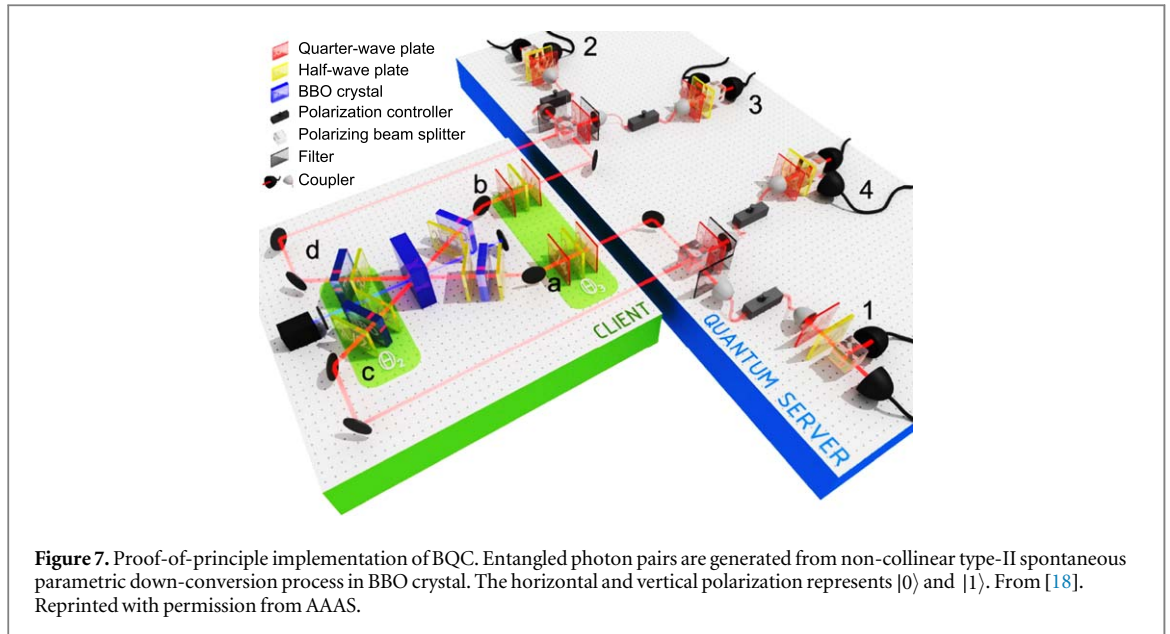 Quarter-wave plate
Half-wave plate
BBO crystal
Polarization controller
Polarizing beam splitter
Filter
Coupler
2
3
4
b
d
a
Θ₃
1
CLIENT
QUANTUM SERVER
Θ₂
c
Figure 7. Proof-of-principle implementation of BQC. Entangled photon pairs are generated from non-collinear type-II spontaneous
parametric down-conversion process in BBO crystal. The horizontal and vertical polarization represents |0⟩ and |1⟩. From [18].
Reprinted with permission from AAAS.